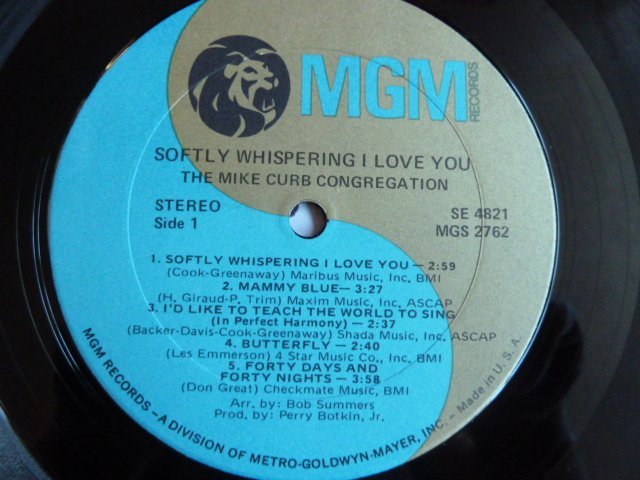 MGM
RECORDS
SOFTLY WHISPERING I LOVE YOU
THE MIKE CURB CONGREGATION
STEREO
Side 1
SE 4821
MGS 2762
1. SOFTLY WHISPERING I LOVE YOU — 2:59
(Cook-Greenaway) Maribus Music, Inc. BMI
2. MAMMY BLUE — 3:27
(H. Giraud-P. Trim) Maxim Music, Inc. ASCAP
3. I'D LIKE TO TEACH THE WORLD TO SING
(In Perfect Harmony) — 2:37
(Backer-Davis-Cook-Greenaway) Shada Music, Inc. ASCAP
4. BUTTERFLY — 2:40
(Les Emmerson) 4 Star Music Co., Inc. BMI
5. FORTY DAYS AND
FORTY NIGHTS — 3:58
(Don Great) Checkmate Music, BMI
Arr. by: Bob Summers
Prod. by: Perry Botkin, Jr.
MGM RECORDS – A DIVISION OF METRO-GOLDWYN-MAYER, INC. – Made in U.S.A.